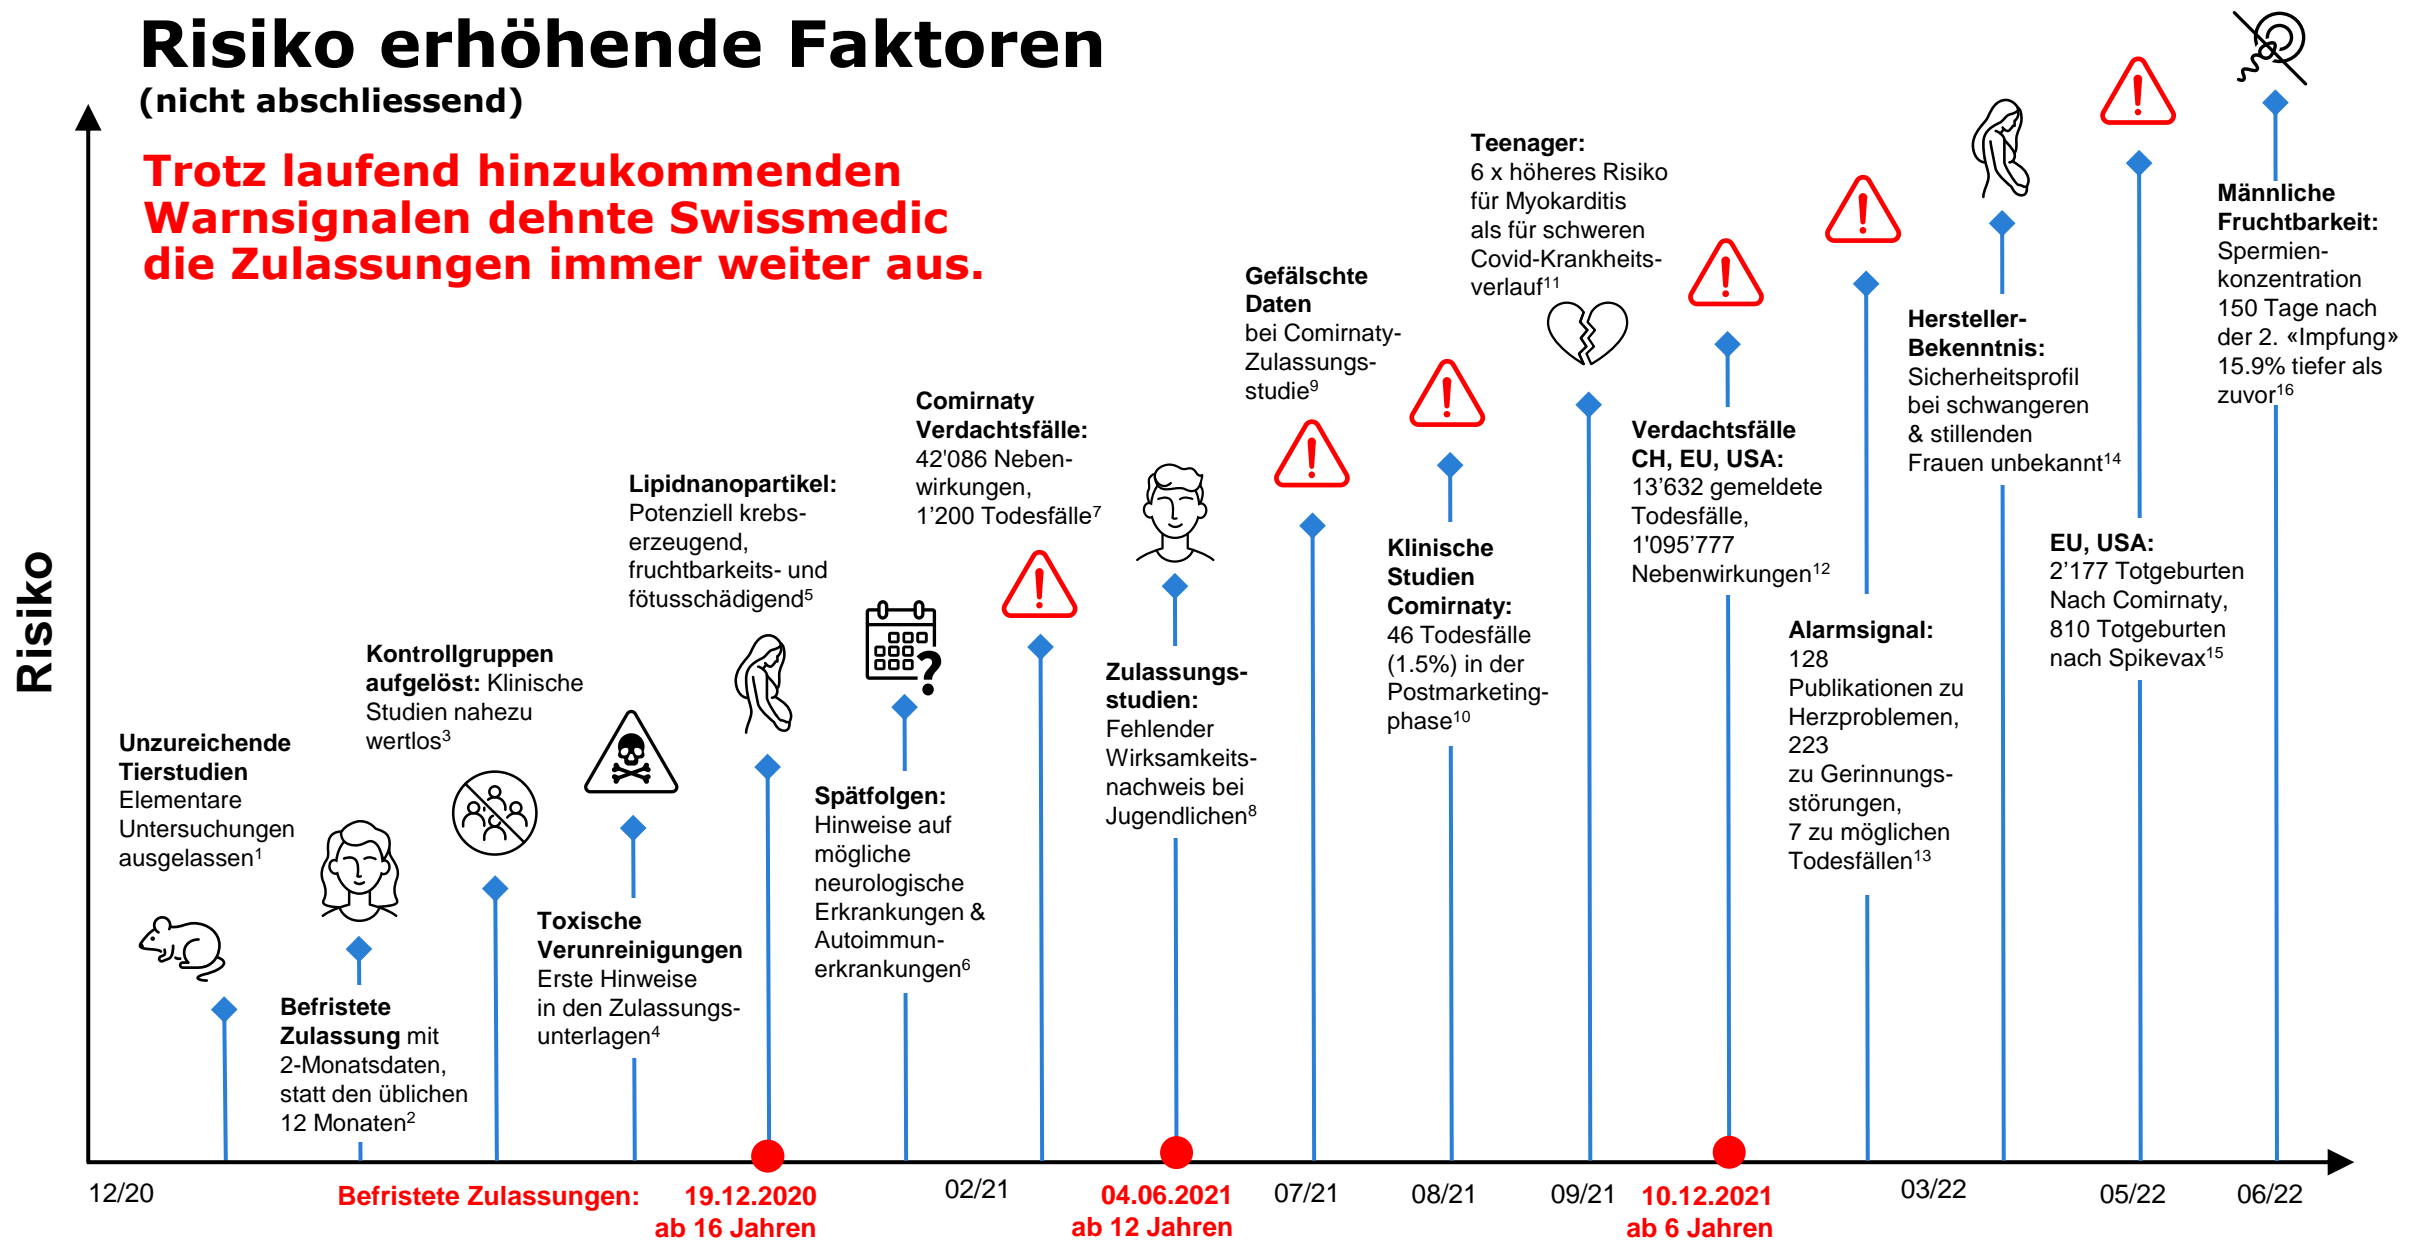 Risiko erhöhende Faktoren
(nicht abschliessend)
Trotz laufend hinzukommenden
Warnsignalen dehnte Swissmedic
die Zulassungen immer weiter aus.
Risiko
Unzureichende
Tierstudien
Elementare
Untersuchungen
ausgelassen¹
Befristete
Zulassung mit
2-Monatsdaten,
statt den üblichen
12 Monaten²
Kontrollgruppen
aufgelöst: Klinische
Studien nahezu
wertlos³
Toxische
Verunreinigungen
Erste Hinweise
in den Zulassungs-
unterlagen⁴
Lipidnanopartikel:
Potenziell krebs-
erzeugend,
fruchtbarkeits- und
fötusschädigend⁵
Spätfolgen:
Hinweise auf
mögliche
neurologische
Erkrankungen &
Autoimmun-
erkrankungen⁶
Comirnaty
Verdachtsfälle:
42'086 Neben-
wirkungen,
1’200 Todesfälle⁷
Zulassungs-
studien:
Fehlender
Wirksamkeits-
nachweis bei
Jugendlichen⁸
Gefälschte
Daten
bei Comirnaty-
Zulassungs-
studie⁹
Klinische
Studien
Comirnaty:
46 Todesfälle
(1.5%) in der
Postmarketing-
phase¹⁰
Teenager:
6 x höheres Risiko
für Myokarditis
als für schweren
Covid-Krankheits-
verlauf¹¹
Verdachtsfälle
CH, EU, USA:
13’632 gemeldete
Todesfälle,
1'095’777
Nebenwirkungen¹²
Alarmsignal:
128
Publikationen zu
Herzproblemen,
223
zu Gerinnungs-
störungen,
7 zu möglichen
Todesfällen¹³
Hersteller-
Bekenntnis:
Sicherheitsprofil
bei schwangeren
& stillenden
Frauen unbekannt¹⁴
EU, USA:
2’177 Totgeburten
Nach Comirnaty,
810 Totgeburten
nach Spikevax¹⁵
Männliche
Fruchtbarkeit:
Spermien-
konzentration
150 Tage nach
der 2. «Impfung»
15.9% tiefer als
zuvor¹⁶
12/20
Befristete Zulassungen:
19.12.2020
ab 16 Jahren
02/21
04.06.2021
ab 12 Jahren
07/21
08/21
09/21
10.12.2021
ab 6 Jahren
03/22
05/22
06/22